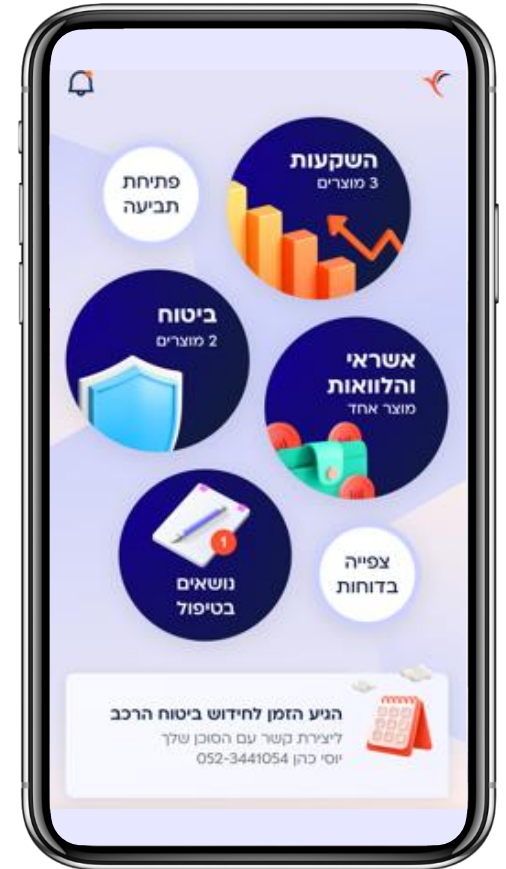 השקעות
3 מוצרים
פתיחת
תביעה
ביטוח
2 מוצרים
אשראי
והלוואות
מוצר אחד
1
נושאים
בטיפול
צפייה
בדוחות
הגיע הזמן לחידוש ביטוח הרכב
ליצירת קשר עם הסוכן שלך
יוסי כהן 052-3441054